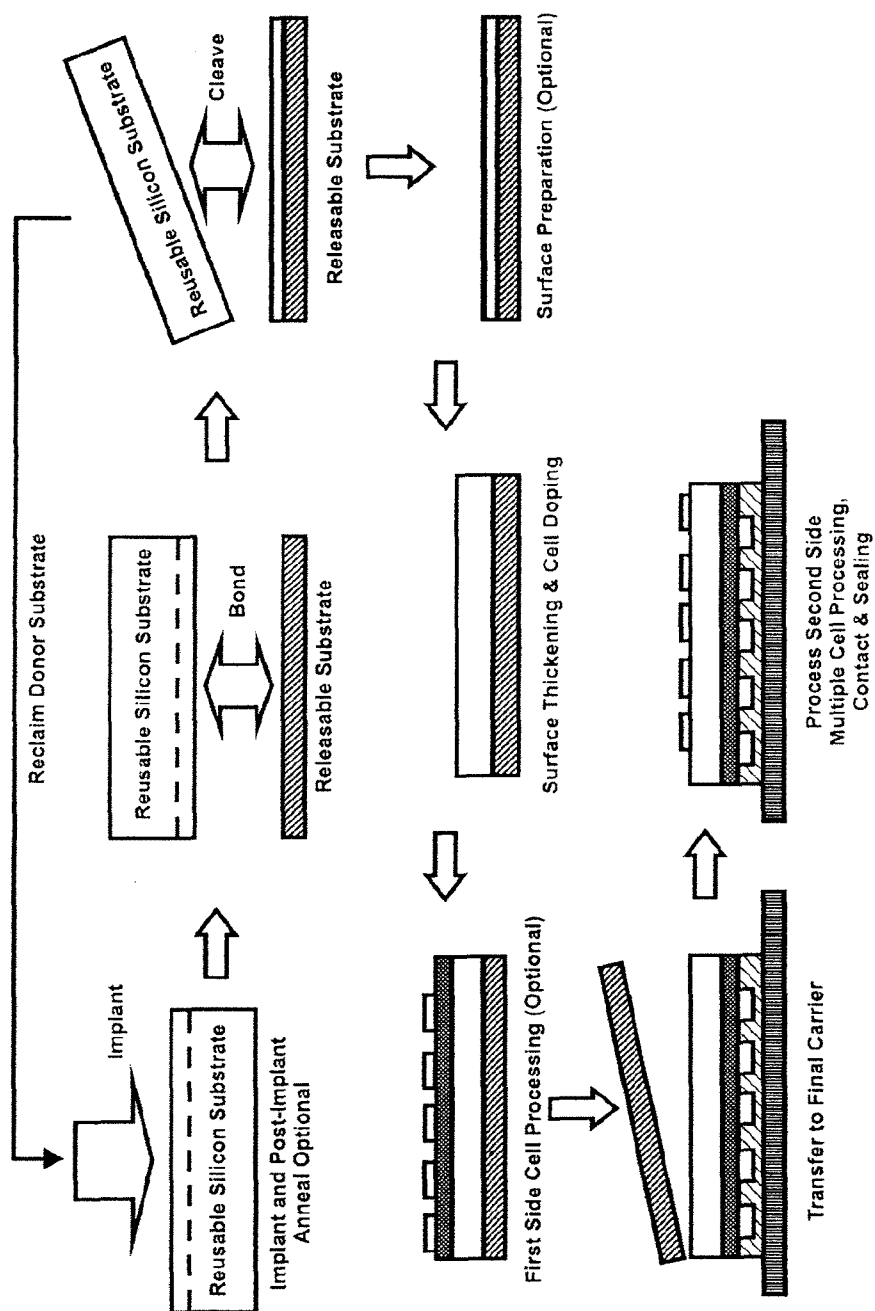 Reclaim Donor Substrate
Implant
Reusable Silicon Substrate
Implant and Post-Implant
Anneal Optional
Reusable Silicon Substrate
Bond
Releasable Substrate
Reusable Silicon Substrate
Cleave
Releasable Substrate
Surface Preparation (Optional)
Surface Thickening & Cell Doping
First Side Cell Processing (Optional)
Transfer to Final Carrier
Process Second Side
Multiple Cell Processing,
Contact & Sealing